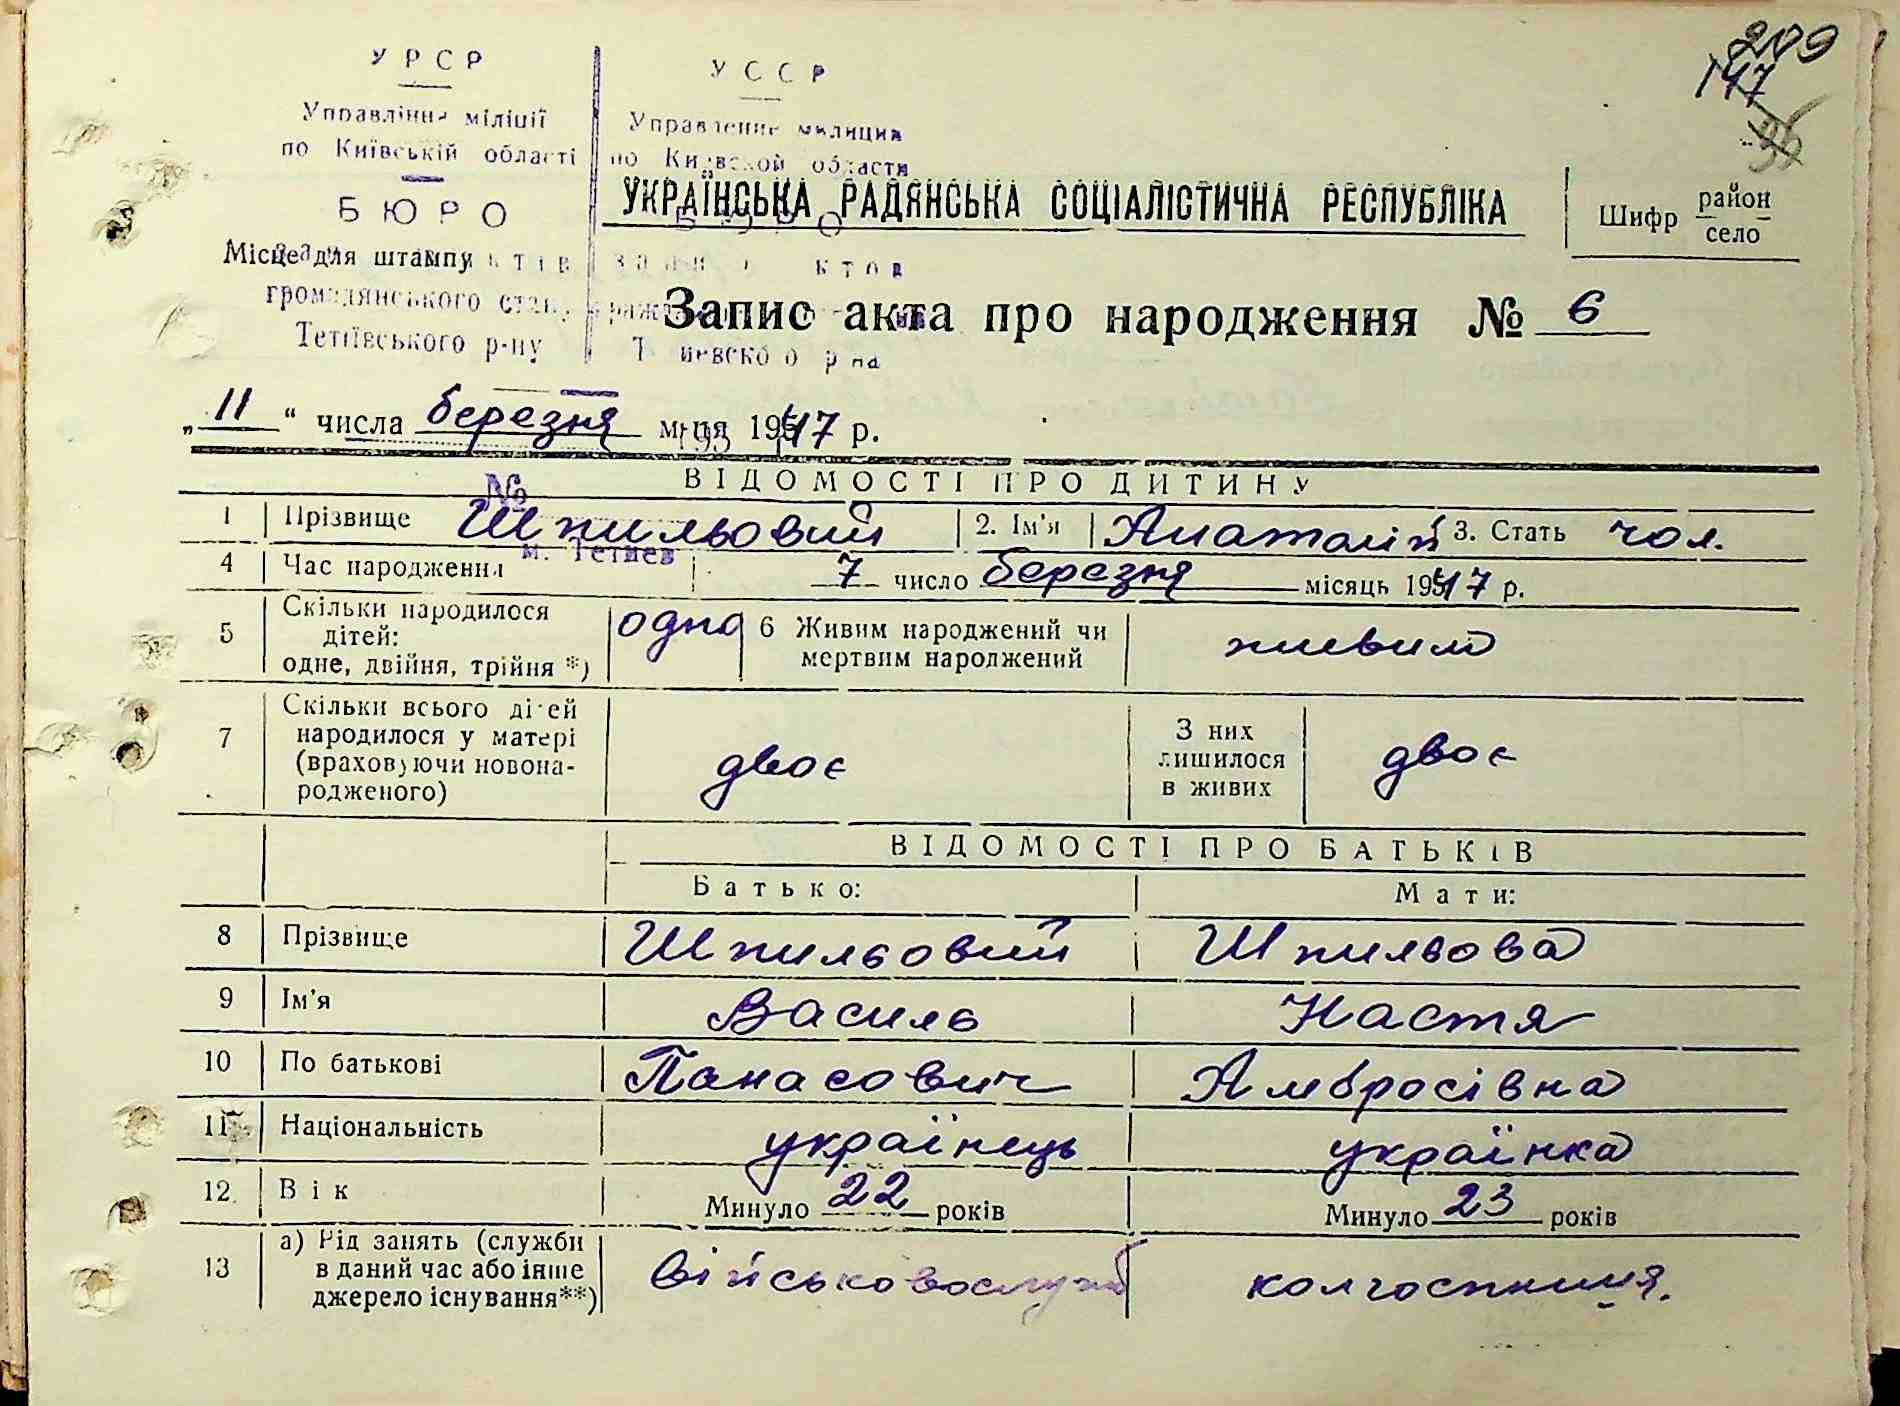 УРСР
Управління міліції
по Київській області
БЮРО
громадянського стану
Тетіївського р-ну
УССР
Управление милиции
по Киевской области
БЮРО
209
147
УКРАЇНСЬКА РАДЯНСЬКА СОЦІАЛІСТИЧНА РЕСПУБЛІКА
Шифр район
село
Місце для штампу
Запис акта про народження № 6
„11“ числа березня м-ця 1947 р.
№
м. Тетиев
ВІДОМОСТІ ПРО ДИТИНУ
1 Прізвище Шпильовий 2. Ім'я Анатолій 3. Стать чол.
4 Час народження 7 число березня місяць 1947 р.
5 Скільки народилося дітей: одне, двійня, трійня *) одно 6 Живим народжений чи мертвим народжений живим
7 Скільки всього дітей народилося у матері (враховуючи новонародженого) двоє З них лишилося в живих двоє
ВІДОМОСТІ ПРО БАТЬКІВ
Батько: Мати:
8 Прізвище Шпильовий Шпильова
9 Ім'я Василь Настя
10 По батькові Панасович Амбросівна
11 Національність українець українка
12. Вік Минуло 22 років Минуло 23 років
13 а) Рід занять (служби в даний час або інше джерело існування**) військовослужб колгоспниця.